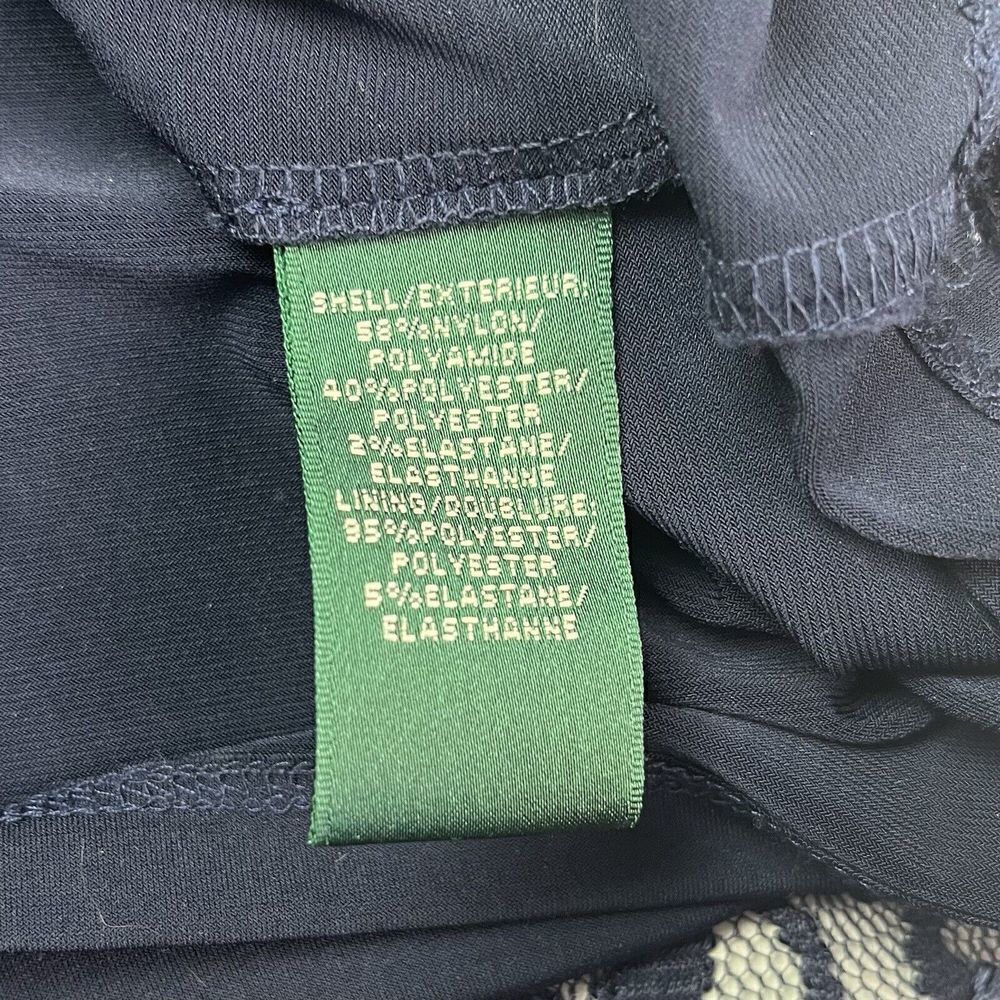 SHELL/EXTERIEUR:
58%NYLON/
POLYAMIDE
40%POLYESTER/
POLYESTER
2%ELASTANE/
ELASTHANNE
LINING/DOUBLURE:
95%POLYESTER/
POLYESTER
5%ELASTANE/
ELASTHANNE